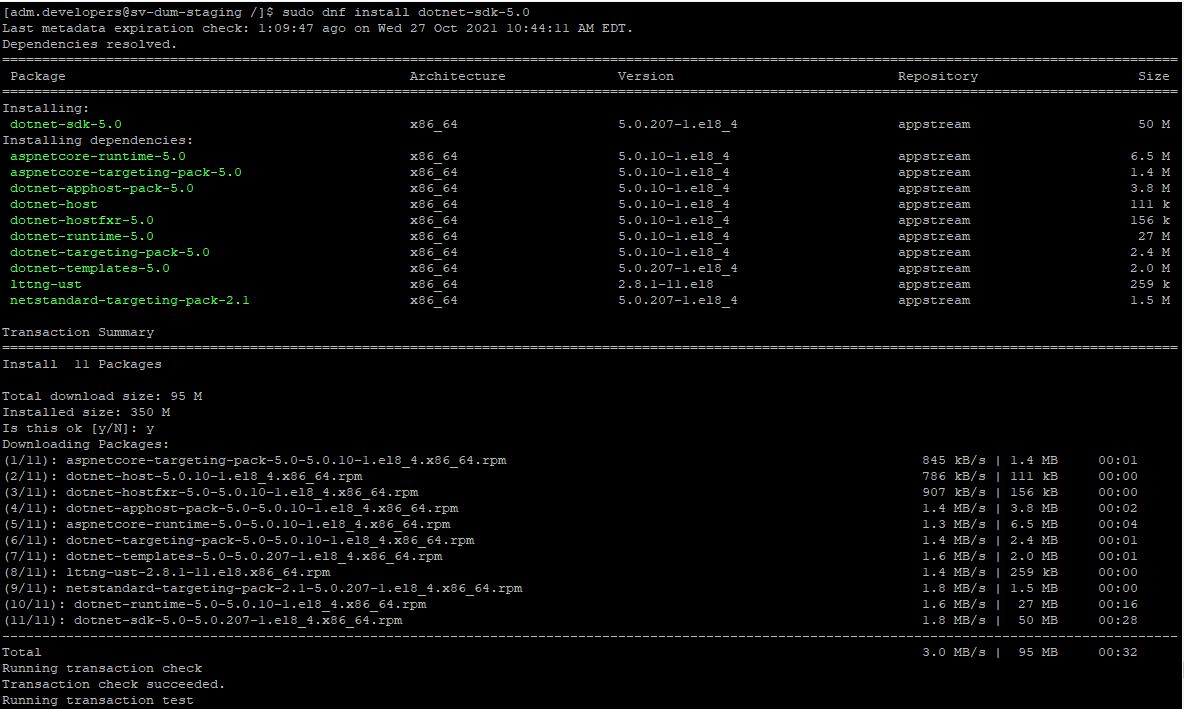 [adm.developers@sv-dum-staging /]$ sudo dnf install dotnet-sdk-5.0
Last metadata expiration check: 1:09:47 ago on Wed 27 Oct 2021 10:44:11 AM EDT.
Dependencies resolved.
Package Architecture Version Repository Size
Installing:
dotnet-sdk-5.0 x86_64 5.0.207-1.el8_4 appstream 50 M
Installing dependencies:
aspnetcore-runtime-5.0 x86_64 5.0.10-1.el8_4 appstream 6.5 M
aspnetcore-targeting-pack-5.0 x86_64 5.0.10-1.el8_4 appstream 1.4 M
dotnet-apphost-pack-5.0 x86_64 5.0.10-1.el8_4 appstream 3.8 M
dotnet-host x86_64 5.0.10-1.el8_4 appstream 111 k
dotnet-hostfxr-5.0 x86_64 5.0.10-1.el8_4 appstream 156 k
dotnet-runtime-5.0 x86_64 5.0.10-1.el8_4 appstream 27 M
dotnet-targeting-pack-5.0 x86_64 5.0.10-1.el8_4 appstream 2.4 M
dotnet-templates-5.0 x86_64 5.0.207-1.el8_4 appstream 2.0 M
lttng-ust x86_64 2.8.1-11.el8 appstream 259 k
netstandard-targeting-pack-2.1 x86_64 5.0.207-1.el8_4 appstream 1.5 M
Transaction Summary
Install 11 Packages
Total download size: 95 M
Installed size: 350 M
Is this ok [y/N]: y
Downloading Packages:
(1/11): aspnetcore-targeting-pack-5.0-5.0.10-1.el8_4.x86_64.rpm 845 kB/s | 1.4 MB 00:01
(2/11): dotnet-host-5.0.10-1.el8_4.x86_64.rpm 786 kB/s | 111 kB 00:00
(3/11): dotnet-hostfxr-5.0-5.0.10-1.el8_4.x86_64.rpm 907 kB/s | 156 kB 00:00
(4/11): dotnet-apphost-pack-5.0-5.0.10-1.el8_4.x86_64.rpm 1.4 MB/s | 3.8 MB 00:02
(5/11): aspnetcore-runtime-5.0-5.0.10-1.el8_4.x86_64.rpm 1.3 MB/s | 6.5 MB 00:04
(6/11): dotnet-targeting-pack-5.0-5.0.10-1.el8_4.x86_64.rpm 1.4 MB/s | 2.4 MB 00:01
(7/11): dotnet-templates-5.0-5.0.207-1.el8_4.x86_64.rpm 1.6 MB/s | 2.0 MB 00:01
(8/11): lttng-ust-2.8.1-11.el8.x86_64.rpm 1.4 MB/s | 259 kB 00:00
(9/11): netstandard-targeting-pack-2.1-5.0.207-1.el8_4.x86_64.rpm 1.8 MB/s | 1.5 MB 00:00
(10/11): dotnet-runtime-5.0-5.0.10-1.el8_4.x86_64.rpm 1.6 MB/s | 27 MB 00:16
(11/11): dotnet-sdk-5.0-5.0.207-1.el8_4.x86_64.rpm 1.8 MB/s | 50 MB 00:28
Total 3.0 MB/s | 95 MB 00:32
Running transaction check
Transaction check succeeded.
Running transaction test